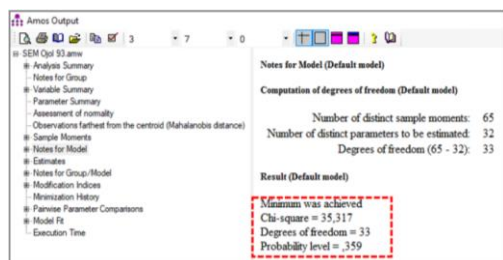 Amos Output
3 7 0
SEM Ojol 93.amw
Analysis Summary
Notes for Group
Variable Summary
Parameter Summary
Assessment of normality
Observations farthest from the centroid (Mahalanobis distance)
Sample Moments
Notes for Model
Estimates
Notes for Group/Model
Modification Indices
Minimization History
Pairwise Parameter Comparisons
Model Fit
Execution Time
Notes for Model (Default model)
Computation of degrees of freedom (Default model)
Number of distinct sample moments: 65
Number of distinct parameters to be estimated: 32
Degrees of freedom (65 - 32): 33
Result (Default model)
Minimum was achieved
Chi-square = 35,317
Degrees of freedom = 33
Probability level = ,359